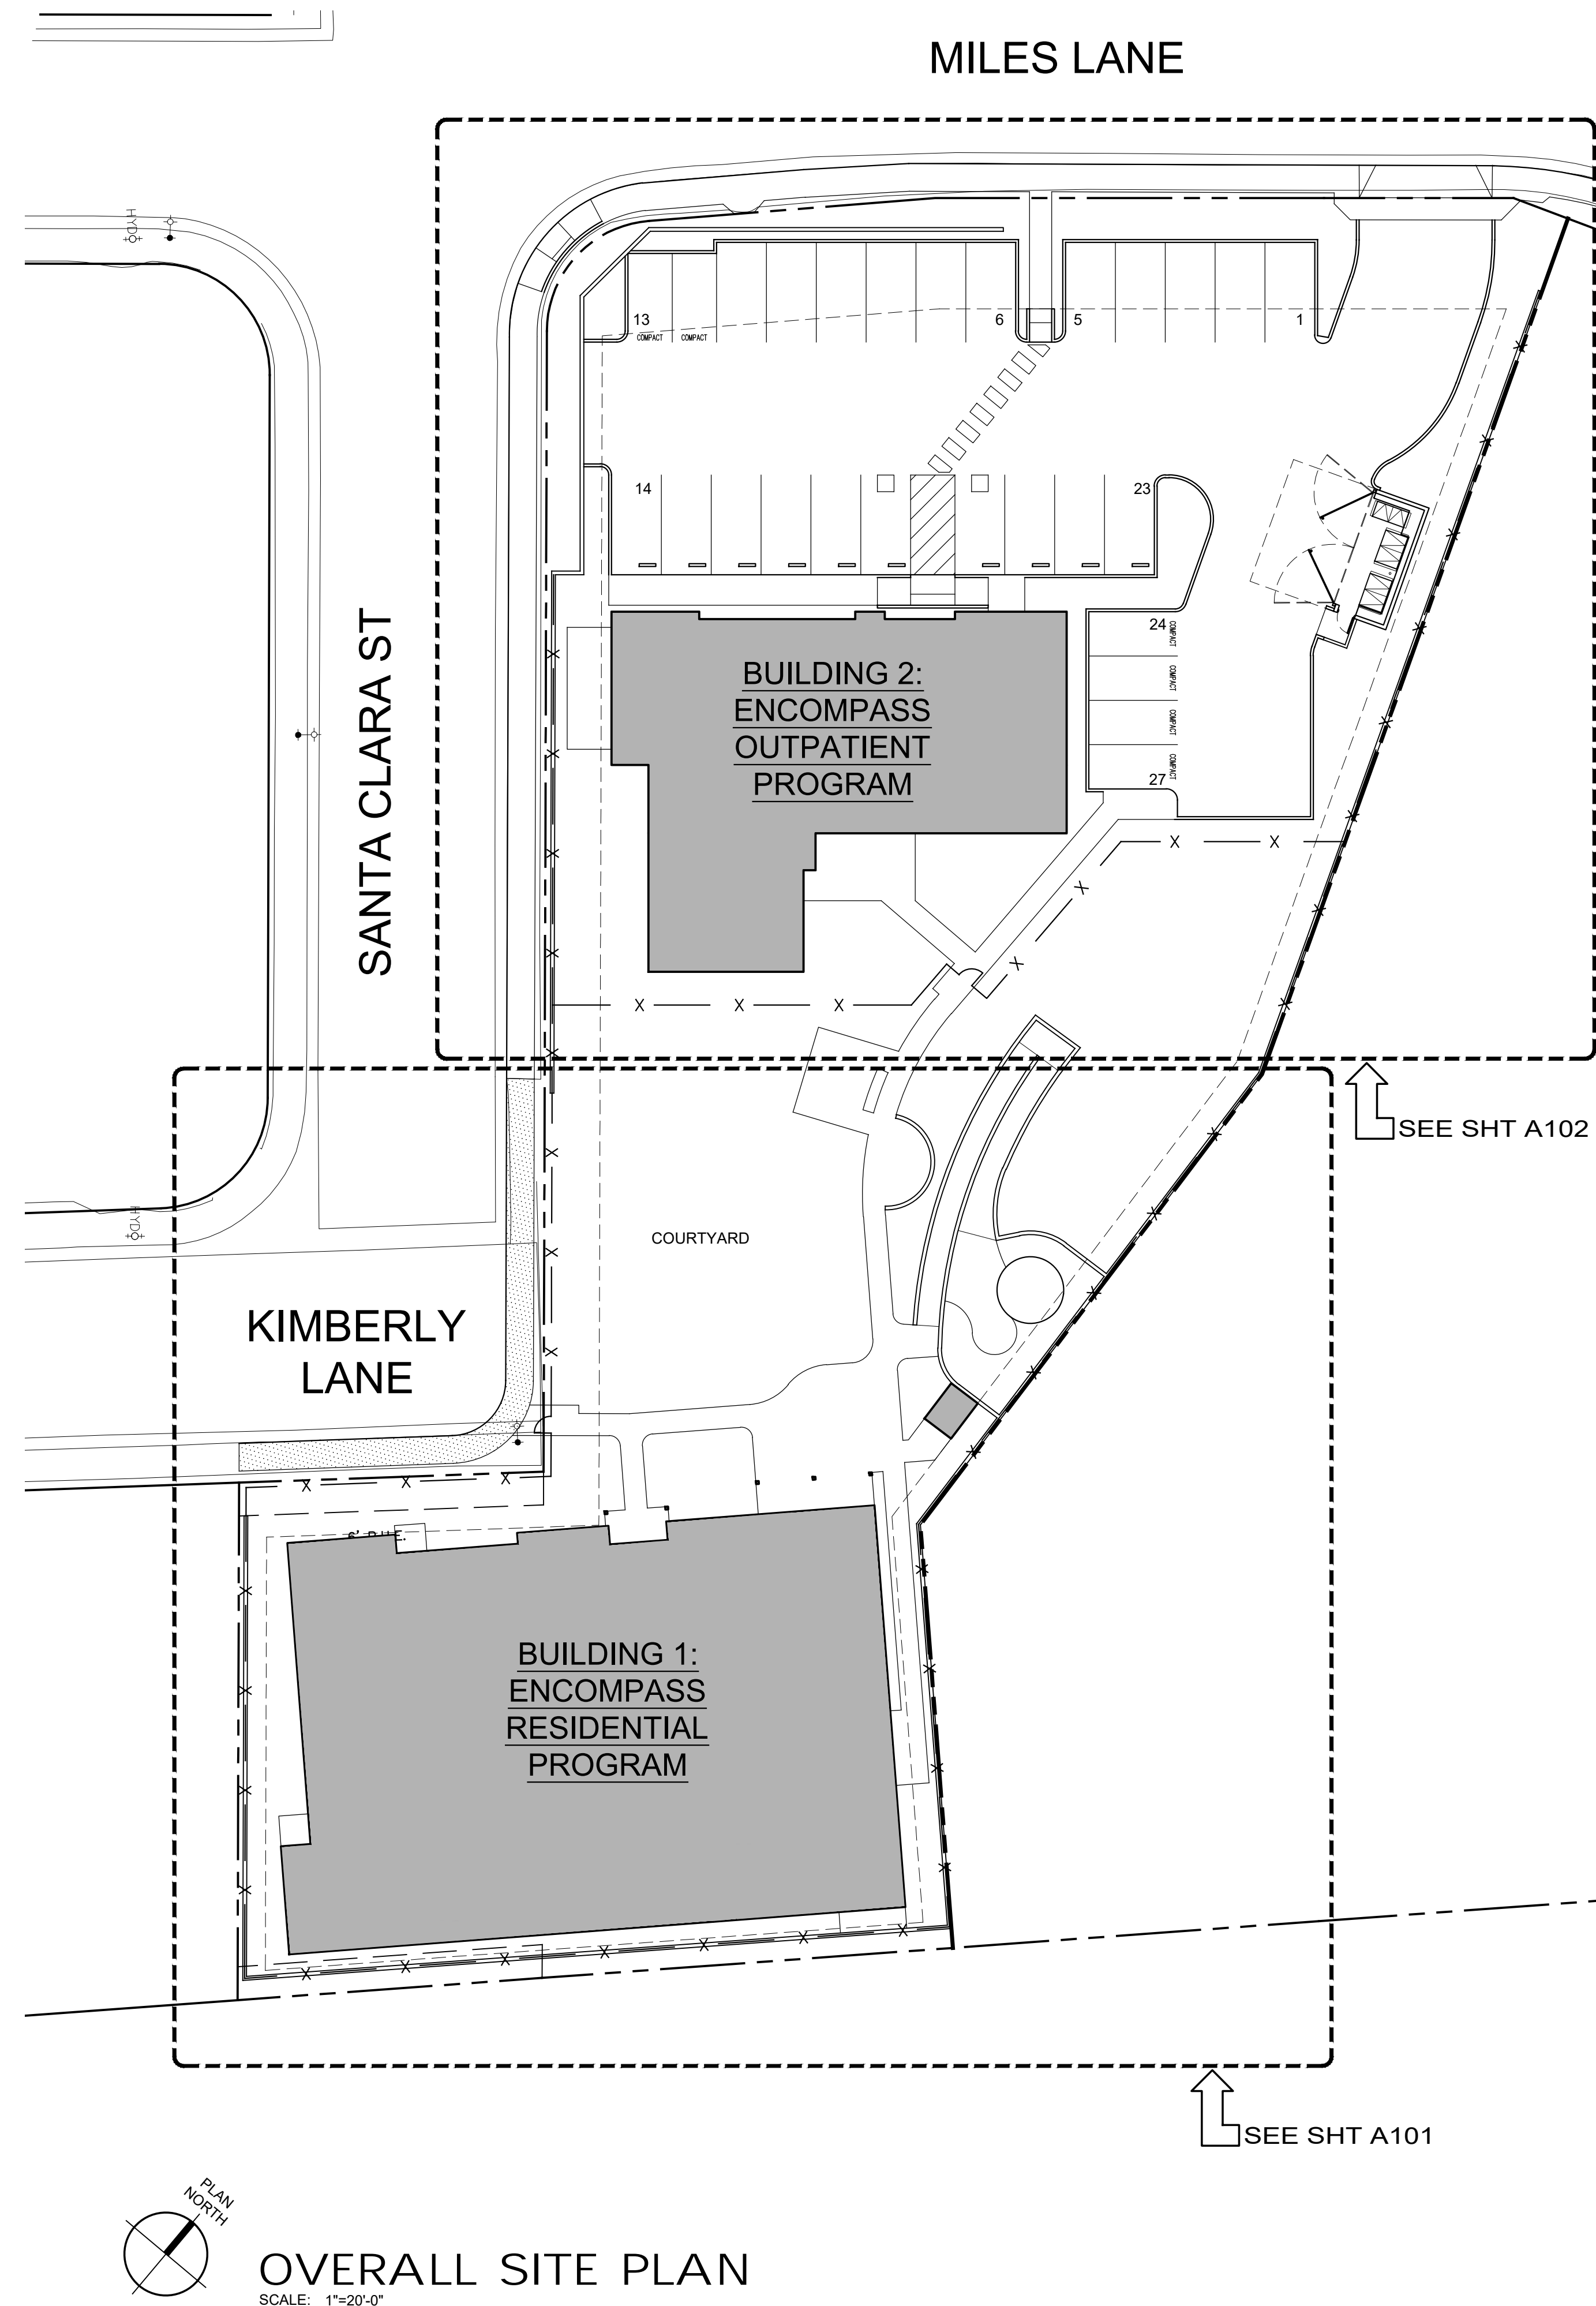 MILES LANE
HYD
13
6
5
1
COMPACT
COMPACT
14
23
SANTA CLARA ST
24
COMPACT
COMPACT
COMPACT
COMPACT
27
BUILDING 2:
ENCOMPASS
OUTPATIENT
PROGRAM
X
X
X
X
X
X
X
SEE SHT A102
HYD
COURTYARD
KIMBERLY
LANE
6' P.U.E.
BUILDING 1:
ENCOMPASS
RESIDENTIAL
PROGRAM
SEE SHT A101
PLAN
NORTH
OVERALL SITE PLAN
SCALE: 1"=20'-0"